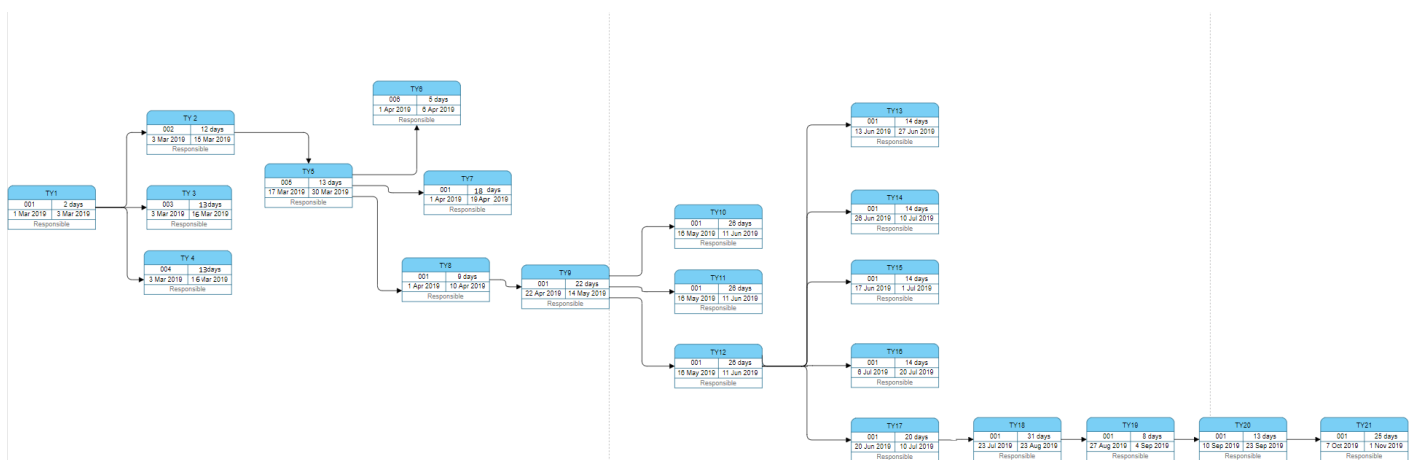 TY1
001 2 days
1 Mar 2019 3 Mar 2019
Responsible
TY 2
002 12 days
3 Mar 2019 15 Mar 2019
Responsible
TY 3
003 13days
3 Mar 2019 16 Mar 2019
Responsible
TY 4
004 13days
3 Mar 2019 16 Mar 2019
Responsible
TY5
005 13 days
17 Mar 2019 30 Mar 2019
Responsible
TY6
006 5 days
1 Apr 2019 6 Apr 2019
Responsible
TY7
001 18 days
1 Apr 2019 19 Apr 2019
Responsible
TY8
001 9 days
1 Apr 2019 10 Apr 2019
Responsible
TY9
001 22 days
22 Apr 2019 14 May 2019
Responsible
TY10
001 26 days
16 May 2019 11 Jun 2019
Responsible
TY11
001 26 days
16 May 2019 11 Jun 2019
Responsible
TY12
001 26 days
16 May 2019 11 Jun 2019
Responsible
TY13
001 14 days
13 Jun 2019 27 Jun 2019
Responsible
TY14
001 14 days
26 Jun 2019 10 Jul 2019
Responsible
TY15
001 14 days
17 Jun 2019 1 Jul 2019
Responsible
TY16
001 14 days
6 Jul 2019 20 Jul 2019
Responsible
TY17
001 20 days
20 Jun 2019 10 Jul 2019
Responsible
TY18
001 31 days
23 Jul 2019 23 Aug 2019
Responsible
TY19
001 8 days
27 Aug 2019 4 Sep 2019
Responsible
TY20
001 13 days
10 Sep 2019 23 Sep 2019
Responsible
TY21
001 25 days
7 Oct 2019 1 Nov 2019
Responsible